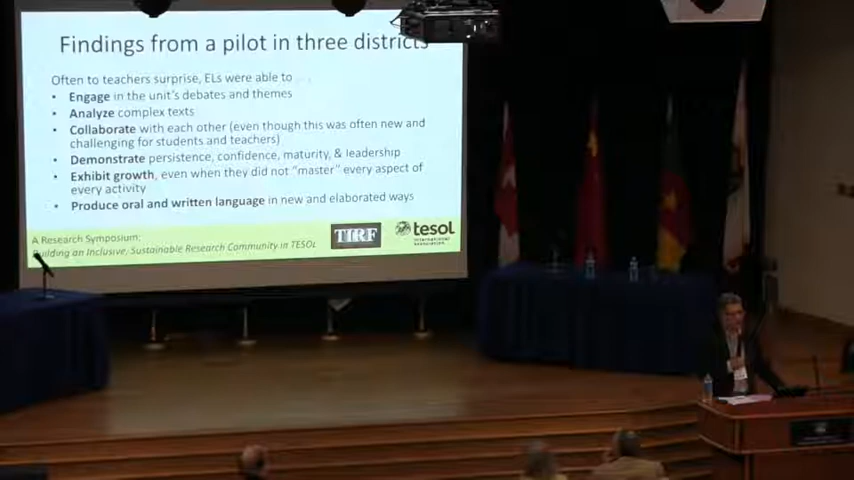 Findings from a pilot in three districts
Often to teachers surprise, ELs were able to . . .
• Engage in the unit's debates and themes
• Analyze complex texts
• Collaborate with each other (even though this was often new and
challenging for students and teachers)
• Demonstrate persistence, confidence, maturity, & leadership
• Exhibit growth, even when they did not "master" every aspect of
every activity
• Produce oral and written language in new and elaborated ways
A Research Symposium:
Building an Inclusive, Sustainable Research Community in TESOL
TIRF
tesol
international
association